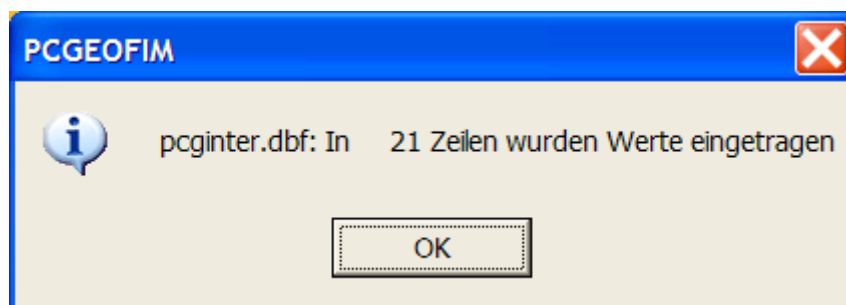 PCGEOFIM
pcginter.dbf: In    21 Zeilen wurden Werte eingetragen
OK